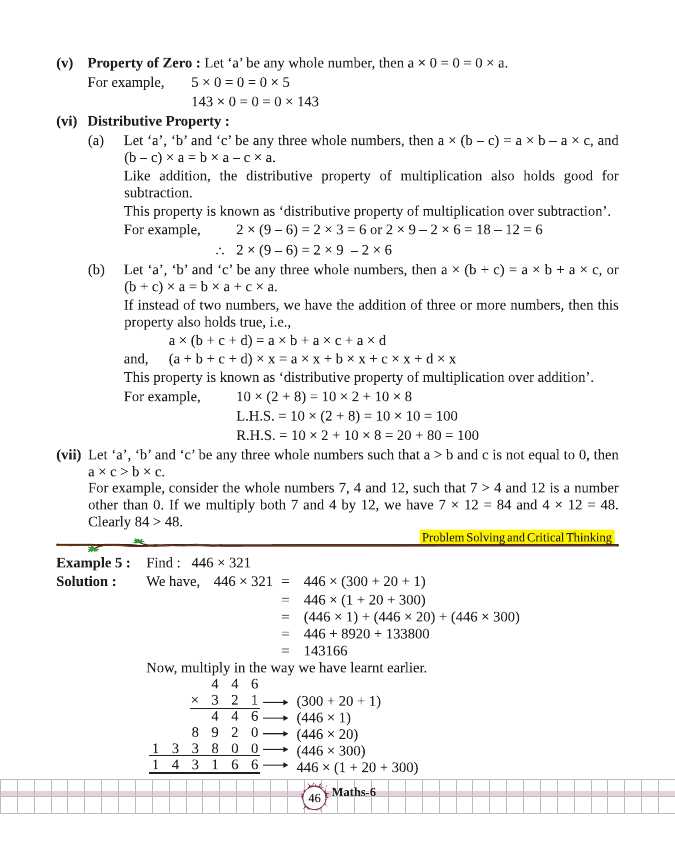 (v) Property of Zero : Let ‘a’ be any whole number, then a × 0 = 0 = 0 × a.
For example, 5 × 0 = 0 = 0 × 5
143 × 0 = 0 = 0 × 143
(vi) Distributive Property :
(a) Let ‘a’, ‘b’ and ‘c’ be any three whole numbers, then a × (b – c) = a × b – a × c, and
(b – c) × a = b × a – c × a.
Like addition, the distributive property of multiplication also holds good for
subtraction.
This property is known as ‘distributive property of multiplication over subtraction’.
For example, 2 × (9 – 6) = 2 × 3 = 6 or 2 × 9 – 2 × 6 = 18 – 12 = 6
∴ 2 × (9 – 6) = 2 × 9 – 2 × 6
(b) Let ‘a’, ‘b’ and ‘c’ be any three whole numbers, then a × (b + c) = a × b + a × c, or
(b + c) × a = b × a + c × a.
If instead of two numbers, we have the addition of three or more numbers, then this
property also holds true, i.e.,
a × (b + c + d) = a × b + a × c + a × d
and, (a + b + c + d) × x = a × x + b × x + c × x + d × x
This property is known as ‘distributive property of multiplication over addition’.
For example, 10 × (2 + 8) = 10 × 2 + 10 × 8
L.H.S. = 10 × (2 + 8) = 10 × 10 = 100
R.H.S. = 10 × 2 + 10 × 8 = 20 + 80 = 100
(vii) Let ‘a’, ‘b’ and ‘c’ be any three whole numbers such that a > b and c is not equal to 0, then
a × c > b × c.
For example, consider the whole numbers 7, 4 and 12, such that 7 > 4 and 12 is a number
other than 0. If we multiply both 7 and 4 by 12, we have 7 × 12 = 84 and 4 × 12 = 48.
Clearly 84 > 48.
Problem Solving and Critical Thinking
Example 5 : Find : 446 × 321
Solution : We have, 446 × 321 = 446 × (300 + 20 + 1)
= 446 × (1 + 20 + 300)
= (446 × 1) + (446 × 20) + (446 × 300)
= 446 + 8920 + 133800
= 143166
Now, multiply in the way we have learnt earlier.
4 4 6
× 3 2 1 → (300 + 20 + 1)
4 4 6 → (446 × 1)
8 9 2 0 → (446 × 20)
1 3 3 8 0 0 → (446 × 300)
1 4 3 1 6 6 → 446 × (1 + 20 + 300)
46 Maths-6